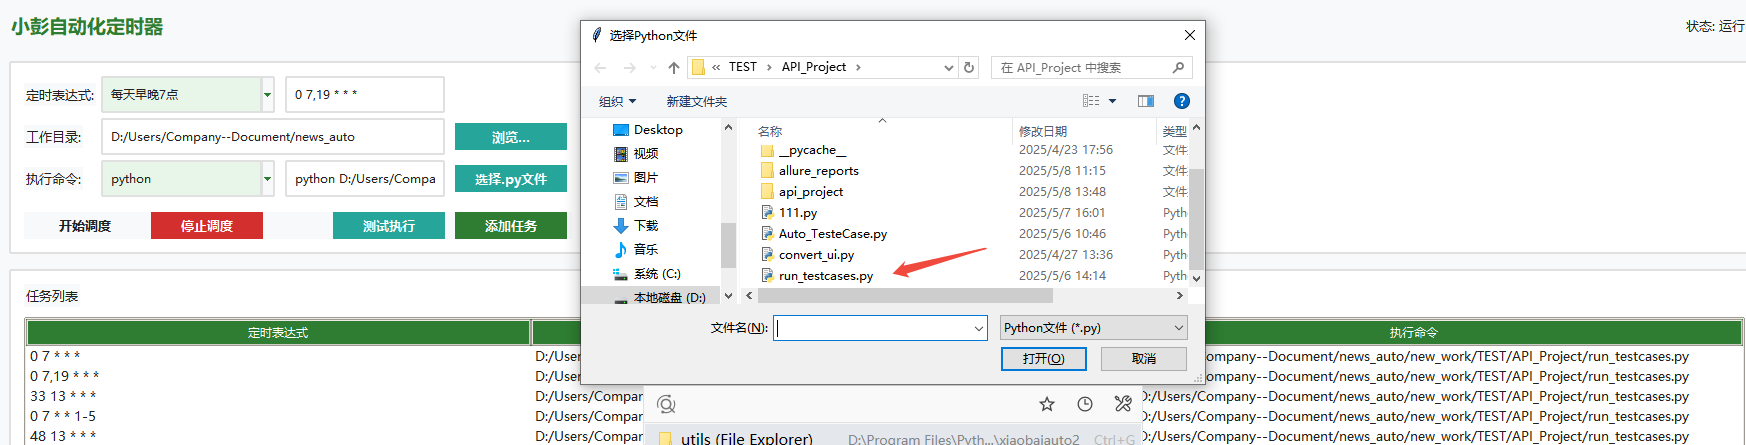 小彭自动化定时器
状态: 运行
定时表达式: 每天早晚7点 0 7,19 * * *
工作目录: D:/Users/Company--Document/news_auto 浏览...
执行命令: python python D:/Users/Compa 选择.py文件
开始调度 停止调度 测试执行 添加任务
选择Python文件
« TEST › API_Project ›
在 API_Project 中搜索
组织 新建文件夹
Desktop
视频
图片
文档
下载
音乐
系统 (C:)
本地磁盘 (D:)
名称 修改日期 类型
__pycache__ 2025/4/23 17:56 文件
allure_reports 2025/5/8 11:15 文件
api_project 2025/5/8 13:48 文件
111.py 2025/5/7 16:01 Pyth
Auto_TesteCase.py 2025/5/6 10:46 Pyth
convert_ui.py 2025/4/27 13:36 Pyth
run_testcases.py 2025/5/6 14:14 Pyth
文件名(N): Python文件 (*.py)
打开(O) 取消
任务列表
定时表达式 执行命令
0 7 * * * D:/User Company--Document/news_auto/new_work/TEST/API_Project/run_testcases.py
0 7,19 * * * D:/User Company--Document/news_auto/new_work/TEST/API_Project/run_testcases.py
33 13 * * * D:/Users/Compar D:/Users/Company--Document/news_auto/new_work/TEST/API_Project/run_testcases.py
0 7 * * 1-5 D:/Users/Compar D:/Users/Company--Document/news_auto/new_work/TEST/API_Project/run_testcases.py
48 13 * * * D:/Users/Compar D:/Users/Company--Document/news_auto/new_work/TEST/API_Project/run_testcases.py
utils (File Explorer) D:\Program Files\Pyth...\xiaobaiauto2 Ctrl+G